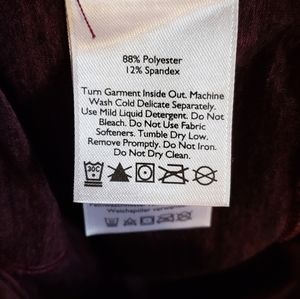 88% Polyester
12% Spandex
Turn Garment Inside Out. Machine
Wash Cold Delicate Separately.
Use Mild Liquid Detergent. Do Not
Bleach. Do Not Use Fabric
Softeners. Tumble Dry Low.
Remove Promptly. Do Not Iron.
Do Not Dry Clean.
30C